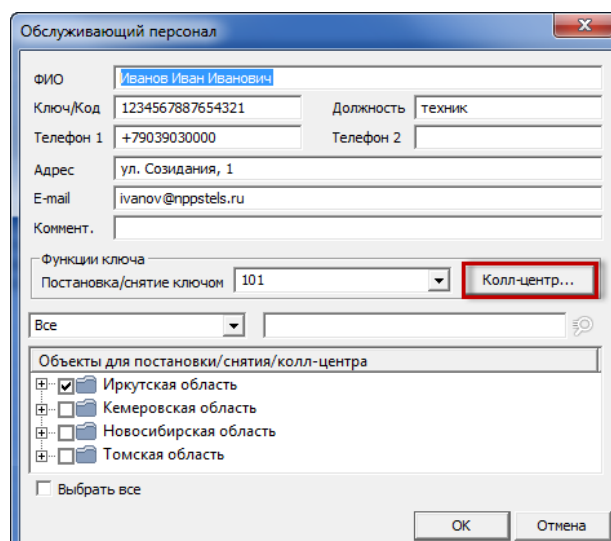 Обслуживающий персонал
ФИО Иванов Иван Иванович
Ключ/Код 1234567887654321 Должность техник
Телефон 1 +79039030000 Телефон 2
Адрес ул. Созидания, 1
E-mail ivanov@nppstels.ru
Коммент.
Функции ключа
Постановка/снятие ключом 101 Колл-центр...
Все
Объекты для постановки/снятия/колл-центра
Иркутская область
Кемеровская область
Новосибирская область
Томская область
Выбрать все
OK Отмена